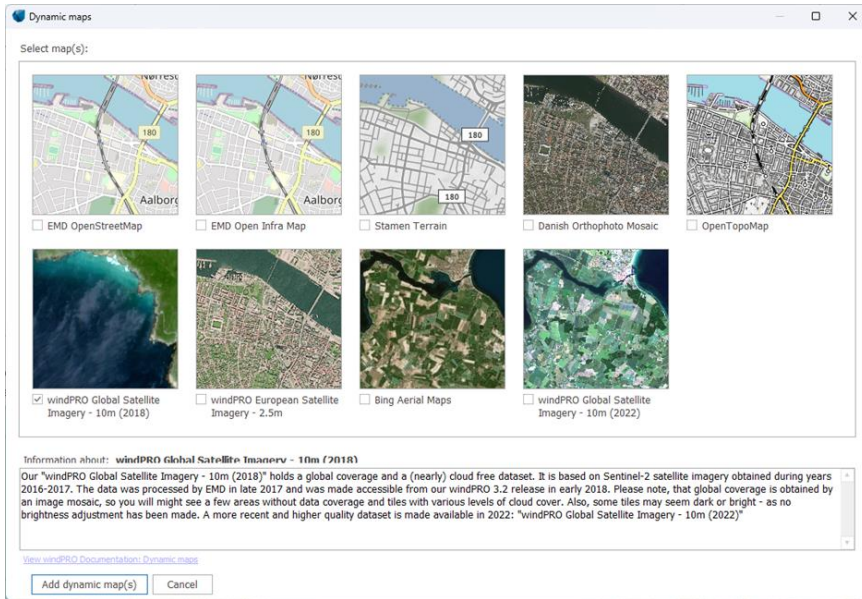 Dynamic maps
Select map(s):
Nørresu
180
Aalborg
Nørresu
180
Aalborg
180
180
EMD OpenStreetMap
EMD Open Infra Map
Stamen Terrain
Danish Orthophoto Mosaic
OpenTopoMap
windPRO Global Satellite
Imagery - 10m (2018)
windPRO European Satellite
Imagery - 2.5m
Bing Aerial Maps
windPRO Global Satellite
Imagery - 10m (2022)
Information about: windPRO Global Satellite Imagery - 10m (2018)
Our "windPRO Global Satellite Imagery - 10m (2018)" holds a global coverage and a (nearly) cloud free dataset. It is based on Sentinel-2 satellite imagery obtained during years
2016-2017. The data was processed by EMD in late 2017 and was made accessible from our windPRO 3.2 release in early 2018. Please note, that global coverage is obtained by
an image mosaic, so you will might see a few areas without data coverage and tiles with various levels of cloud cover. Also, some tiles may seem dark or bright - as no
brightness adjustment has been made. A more recent and higher quality dataset is made available in 2022: "windPRO Global Satellite Imagery - 10m (2022)"
View windPRO Documentation: Dynamic maps
Add dynamic map(s)
Cancel